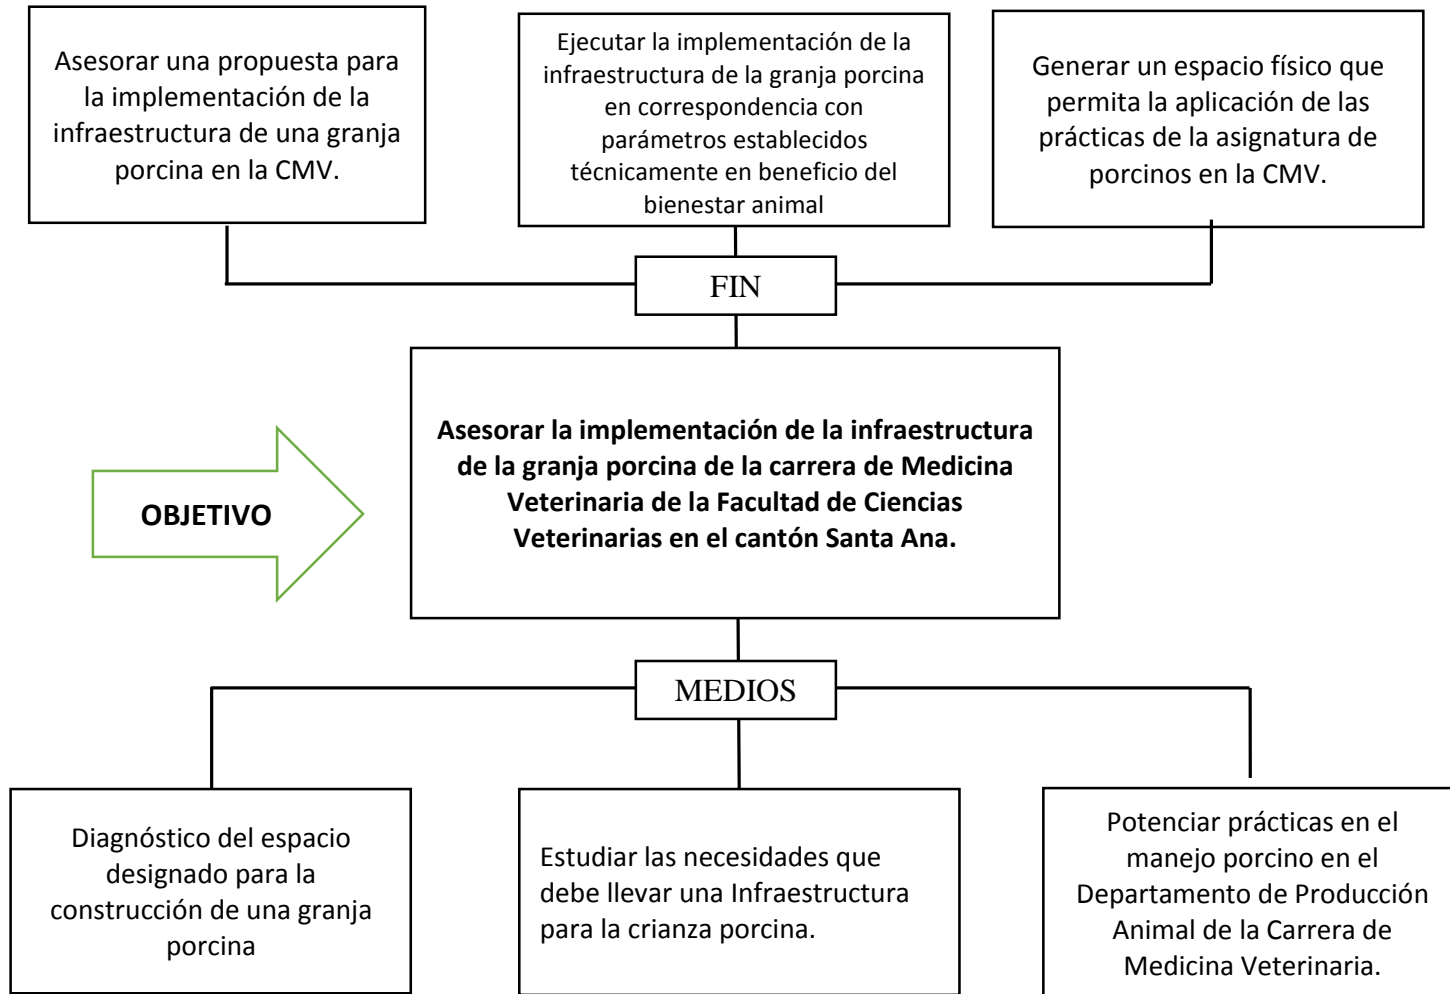 Asesorar una propuesta para
la implementación de la
infraestructura de una granja
porcina en la CMV.
Ejecutar la implementación de la
infraestructura de la granja porcina
en correspondencia con
parámetros establecidos
técnicamente en beneficio del
bienestar animal
Generar un espacio físico que
permita la aplicación de las
prácticas de la asignatura de
porcinos en la CMV.
FIN
Asesorar la implementación de la infraestructura
de la granja porcina de la carrera de Medicina
Veterinaria de la Facultad de Ciencias
Veterinarias en el cantón Santa Ana.
OBJETIVO
MEDIOS
Diagnóstico del espacio
designado para la
construcción de una granja
porcina
Estudiar las necesidades que
debe llevar una Infraestructura
para la crianza porcina.
Potenciar prácticas en el
manejo porcino en el
Departamento de Producción
Animal de la Carrera de
Medicina Veterinaria.